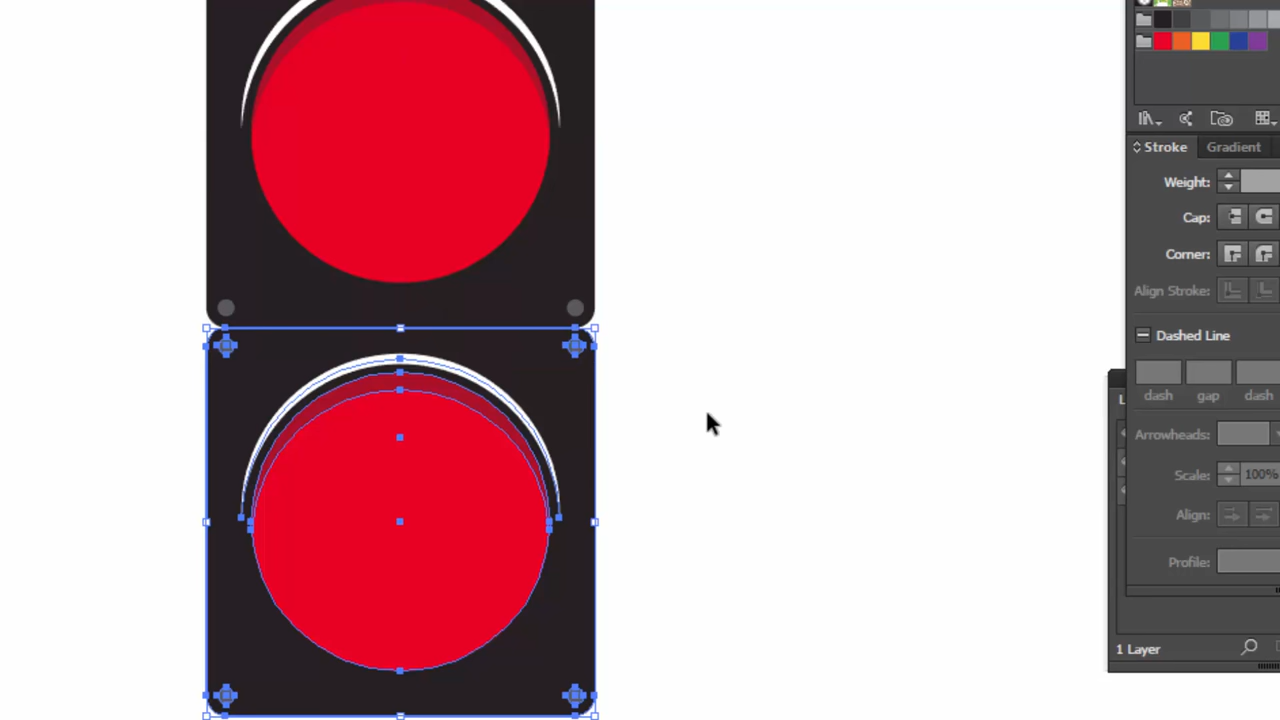 Stroke Gradient
Weight:
Cap:
Corner:
Align Stroke:
Dashed Line
dash gap dash
Arrowheads:
Scale: 100%
Align:
Profile:
1 Layer